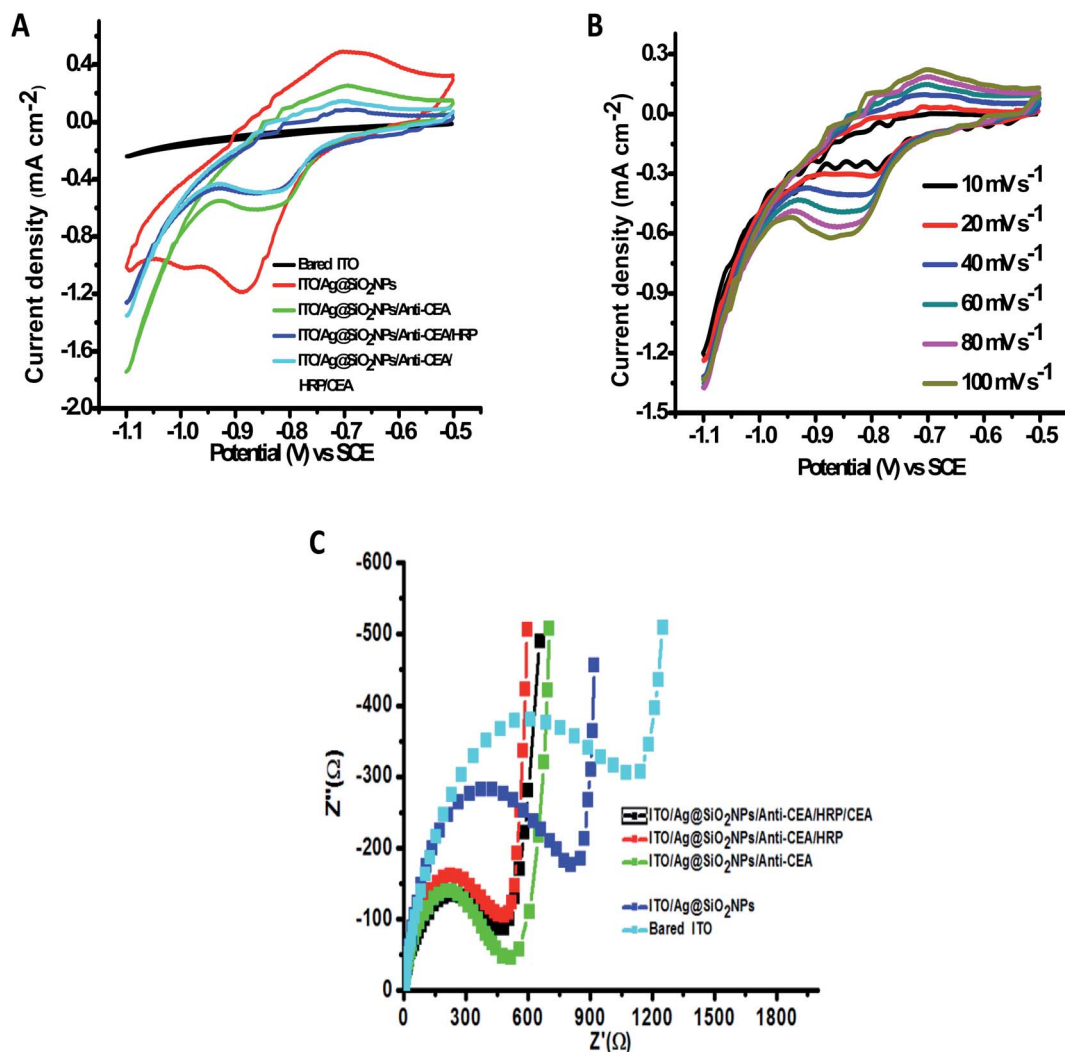 A
Current density (mA cm-2)
0.4
0.0
-0.4
-0.8
-1.2
-1.6
-2.0
-1.1 -1.0 -0.9 -0.8 -0.7 -0.6 -0.5
Potential (V) vs SCE
Bared ITO
ITO/Ag@SiO2NPs
ITO/Ag@SiO2NPs/Anti-CEA
ITO/Ag@SiO2NPs/Anti-CEA/HRP
ITO/Ag@SiO2NPs/Anti-CEA/
HRP/CEA
B
Current density (mA cm-2)
0.3
0.0
-0.3
-0.6
-0.9
-1.2
-1.5
-1.1 -1.0 -0.9 -0.8 -0.7 -0.6 -0.5
Potential (V) vs SCE
10 mVs-1
20 mVs-1
40 mVs-1
60 mVs-1
80 mVs-1
100 mVs-1
C
Z''(Ω)
-600
-500
-400
-300
-200
-100
0
0 300 600 900 1200 1500 1800
Z'(Ω)
ITO/Ag@SiO2NPs/Anti-CEA/HRP/CEA
ITO/Ag@SiO2NPs/Anti-CEA/HRP
ITO/Ag@SiO2NPs/Anti-CEA
ITO/Ag@SiO2NPs
Bared ITO